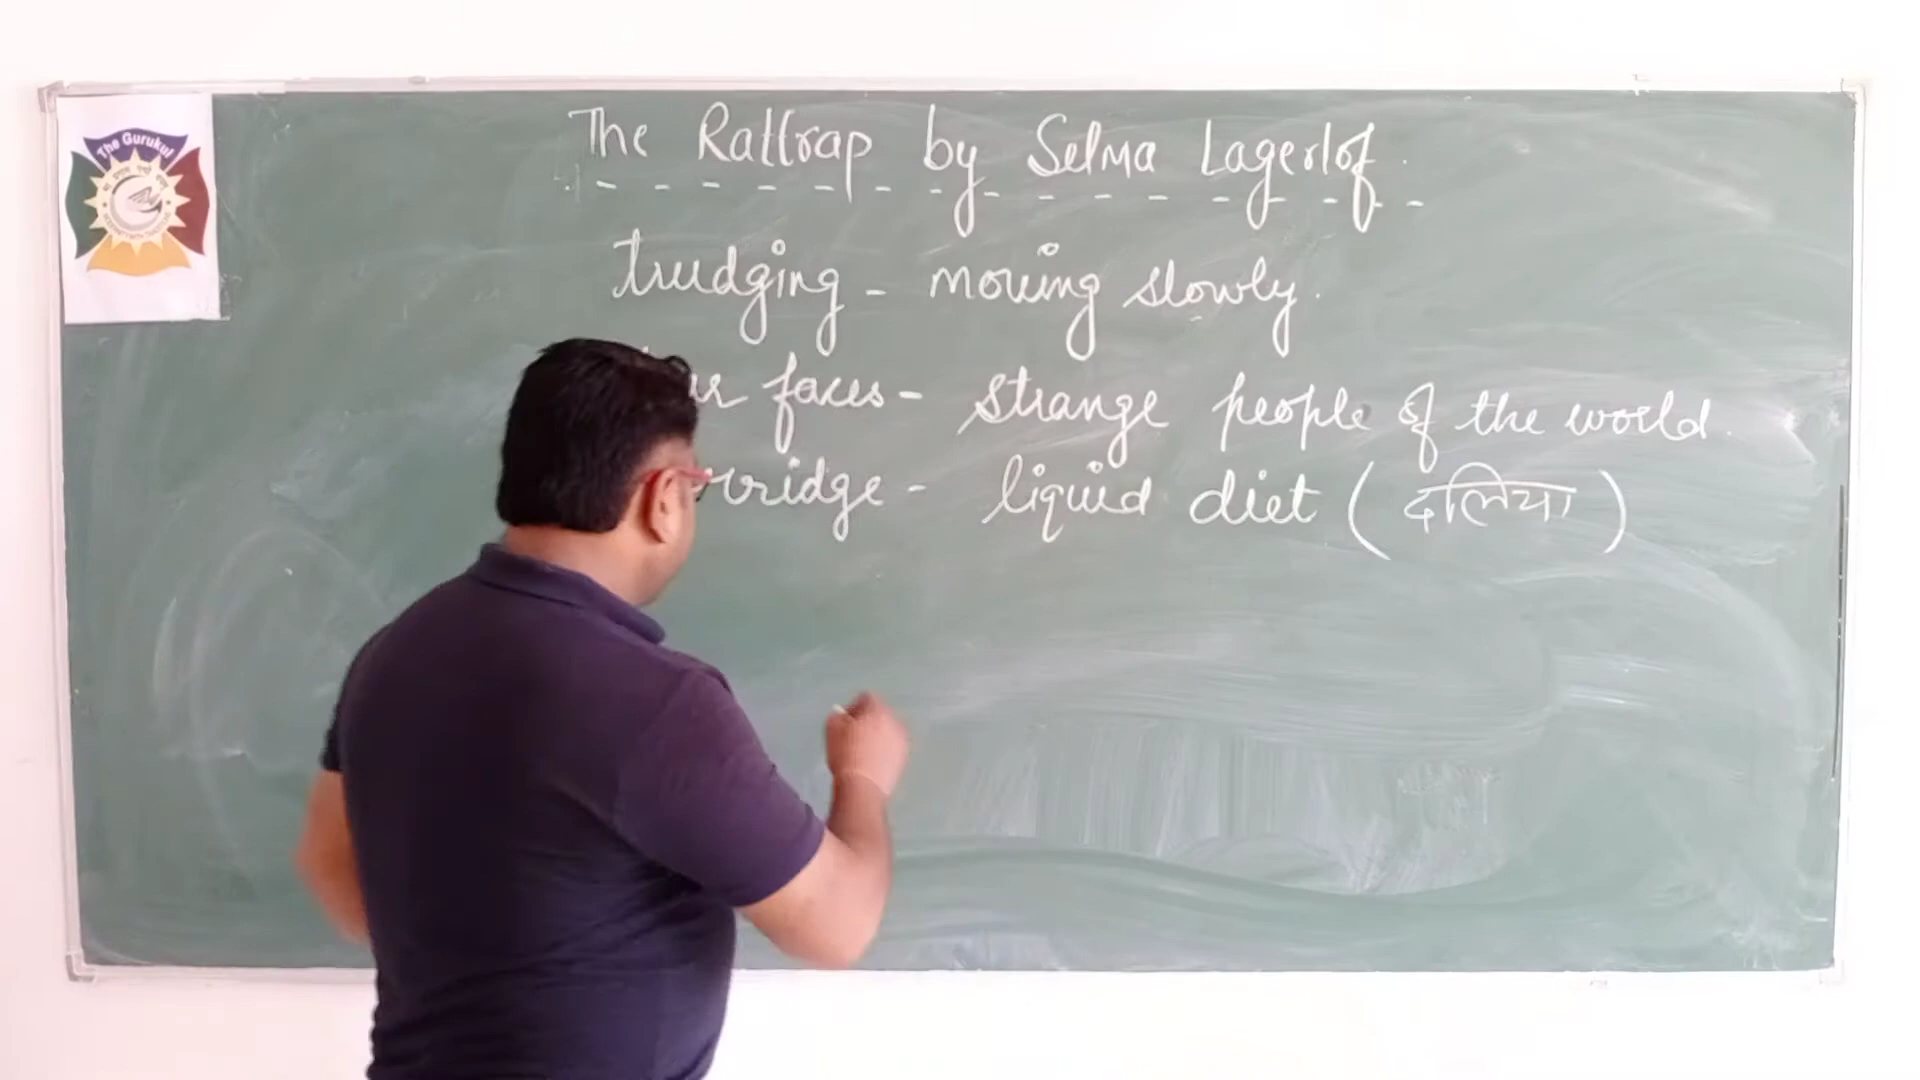 The Gurukul
The Rattrap by Selma Lagerlof.
trudging - moving slowly.
faces - strange people of the world.
rridge - liquid diet (दलिया)